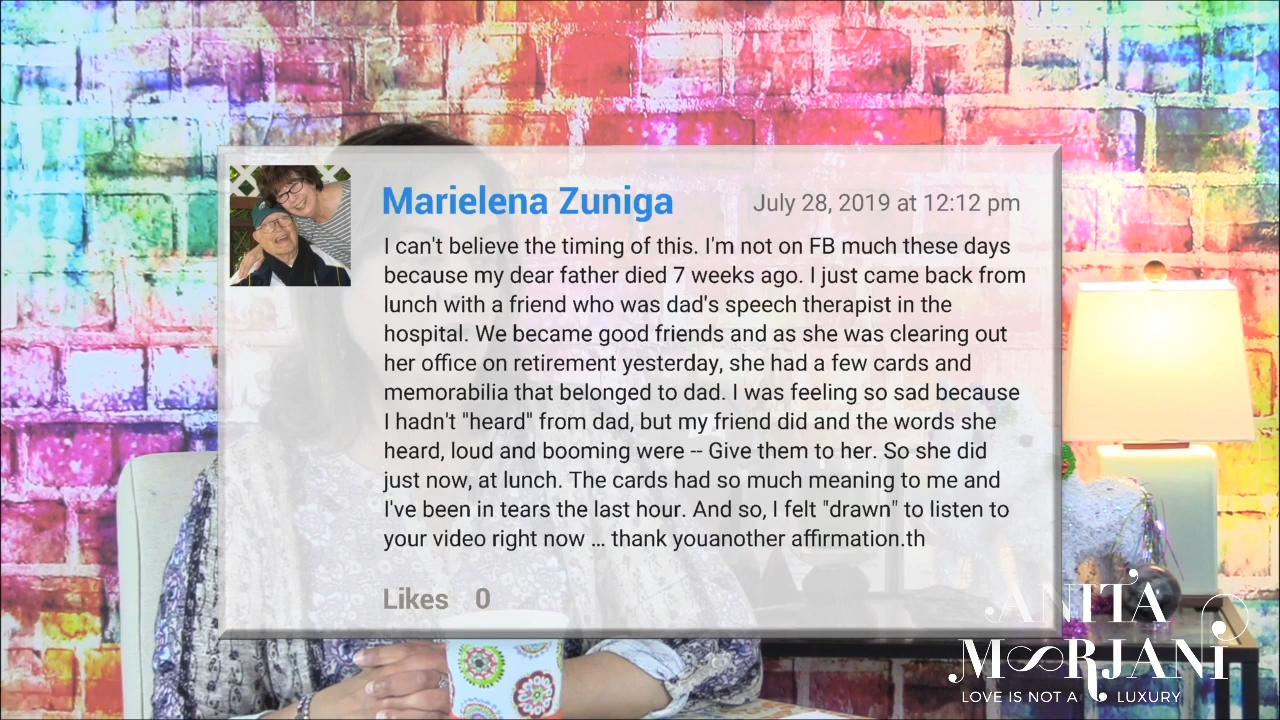 Marielena Zuniga
July 28, 2019 at 12:12 pm
I can't believe the timing of this. I'm not on FB much these days
because my dear father died 7 weeks ago. I just came back from
lunch with a friend who was dad's speech therapist in the
hospital. We became good friends and as she was clearing out
her office on retirement yesterday, she had a few cards and
memorabilia that belonged to dad. I was feeling so sad because
I hadn't "heard" from dad, but my friend did and the words she
heard, loud and booming were -- Give them to her. So she did
just now, at lunch. The cards had so much meaning to me and
I've been in tears the last hour. And so, I felt "drawn" to listen to
your video right now ... thank youanother affirmation.th
Likes 0
ANITA
MOORJANI
LOVE IS NOT A LUXURY